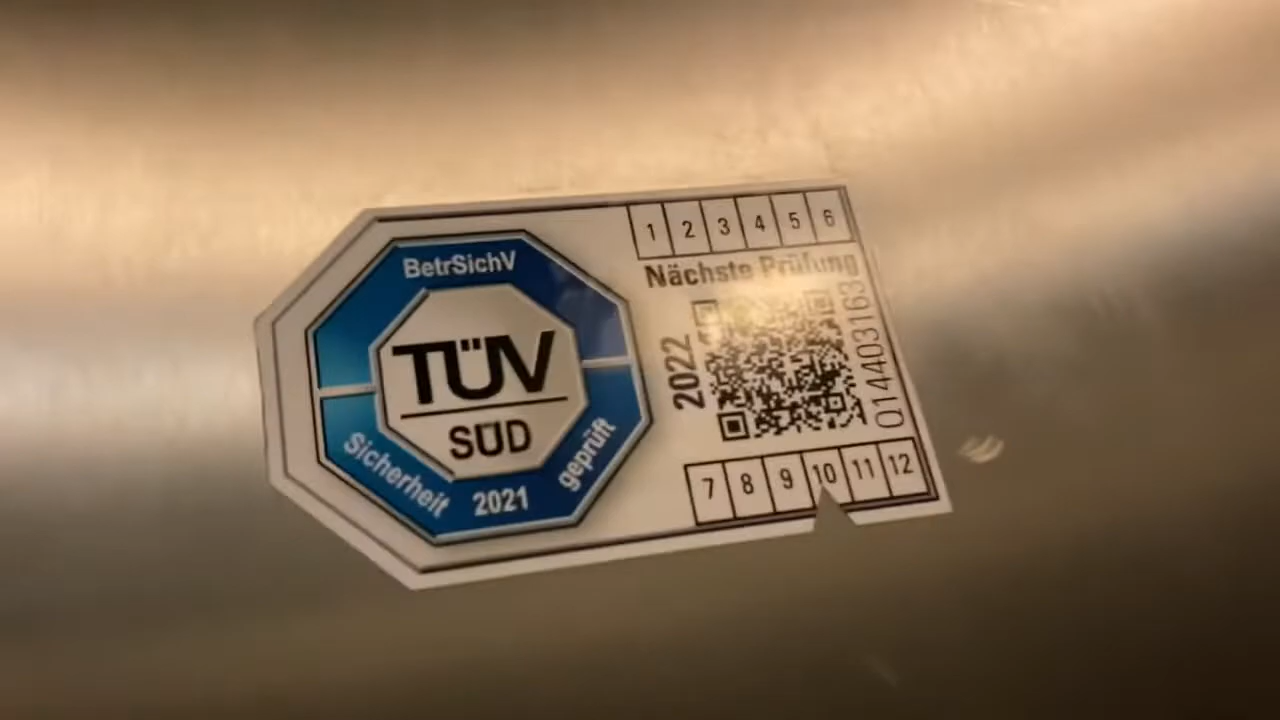 BetrSichV
TÜV
SÜD
Sicherheit 2021 geprüft
1 2 3 4 5 6
Nächste Prüfung
2022
014403163
7 8 9 10 11 12